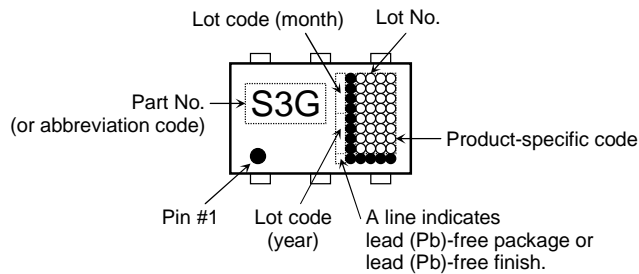 Lot code (month)
Lot No.
Part No.
(or abbreviation code)
S3G
Product-specific code
Pin #1
Lot code
(year)
A line indicates
lead (Pb)-free package or
lead (Pb)-free finish.